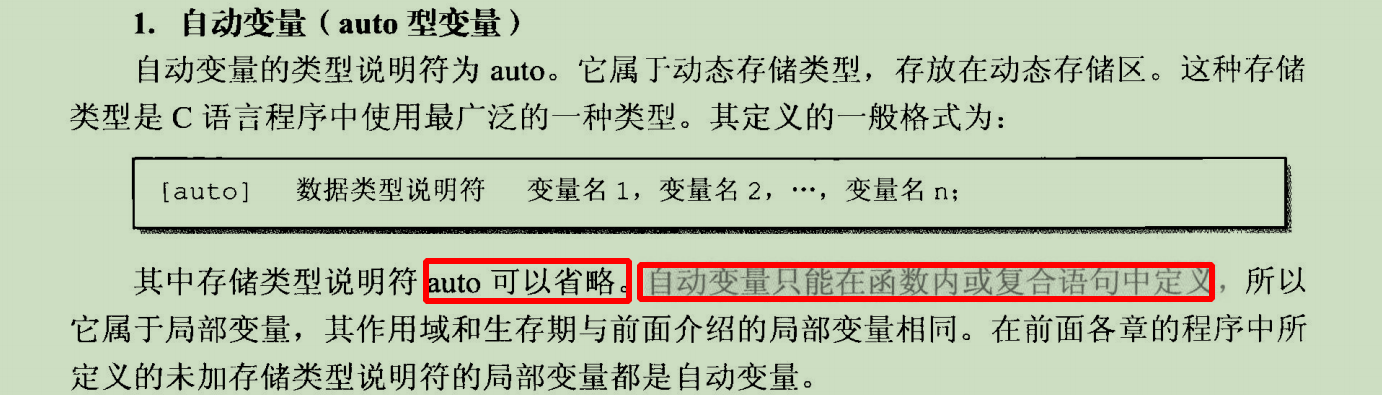 1. 自动变量（auto 型变量）
自动变量的类型说明符为 auto。它属于动态存储类型，存放在动态存储区。这种存储
类型是 C 语言程序中使用最广泛的一种类型。其定义的一般格式为：
[auto] 数据类型说明符 变量名1，变量名2，…，变量名n；
其中存储类型说明符 auto 可以省略。自动变量只能在函数内或复合语句中定义，所以
它属于局部变量，其作用域和生存期与前面介绍的局部变量相同。在前面各章的程序中所
定义的未加存储类型说明符的局部变量都是自动变量。